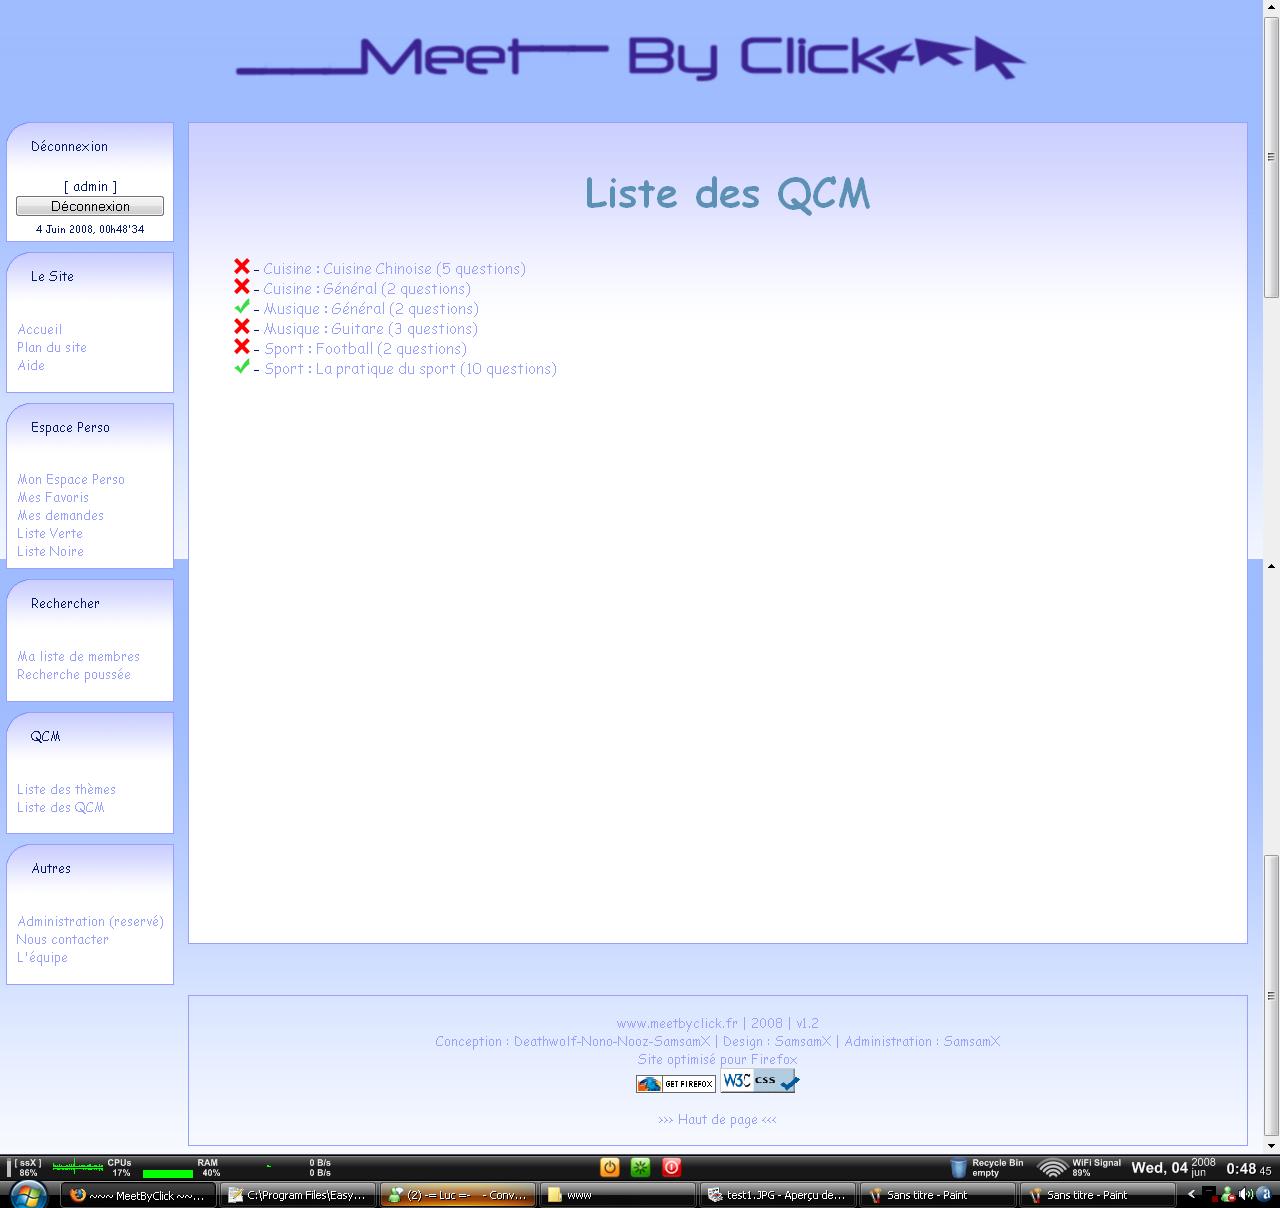 Meet By Click
Déconnexion
[ admin ]
Déconnexion
4 Juin 2008, 00h48'34
Le Site
Accueil
Plan du site
Aide
Espace Perso
Mon Espace Perso
Mes Favoris
Mes demandes
Liste Verte
Liste Noire
Rechercher
Ma liste de membres
Recherche poussée
QCM
Liste des thèmes
Liste des QCM
Autres
Administration (reservé)
Nous contacter
L'équipe
Liste des QCM
- Cuisine : Cuisine Chinoise (5 questions)
- Cuisine : Général (2 questions)
- Musique : Général (2 questions)
- Musique : Guitare (3 questions)
- Sport : Football (2 questions)
- Sport : La pratique du sport (10 questions)
www.meetbyclick.fr | 2008 | v1.2
Conception : Deathwolf-Nono-Nooz-SamsamX | Design : SamsamX | Administration : SamsamX
Site optimisé pour Firefox
GET FIREFOX W3C css
>>> Haut de page <<<
[ ssX ] 86% CPUs 17% RAM 40% 0 B/s 0 B/s Recycle Bin empty WiFi Signal 89% Wed, 04 2008 jun 0:48 45
~~~ MeetByClick ~~... C:\Program Files\Easy... (2) -= Luc =- - Conv... www test1.JPG - Aperçu de... Sans titre - Paint Sans titre - Paint